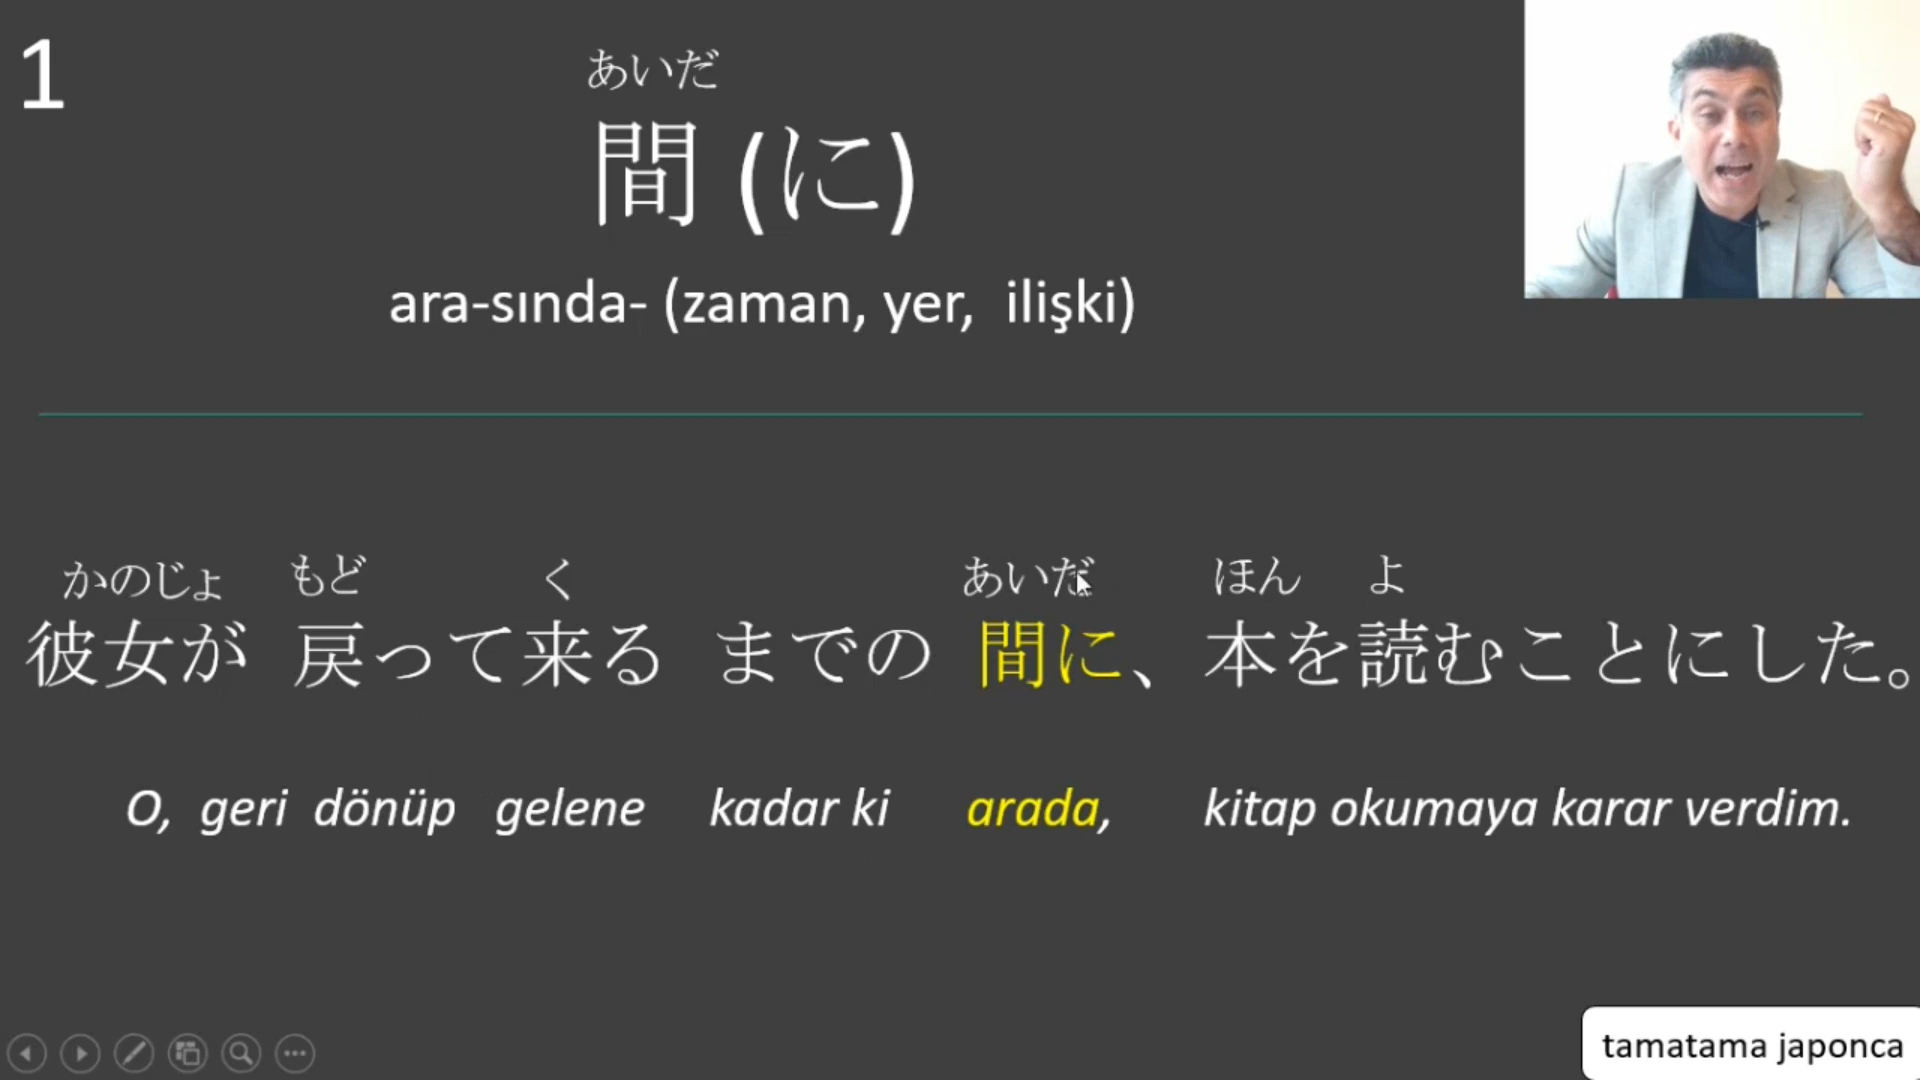 1
あいだ
間 (に)
ara-sında- (zaman, yer, ilişki)
かのじょ もど く あいだ ほん よ
彼女が 戻って来る までの 間に、本を読むことにした。
O, geri dönüp gelene kadar ki arada, kitap okumaya karar verdim.
tamatama japonca